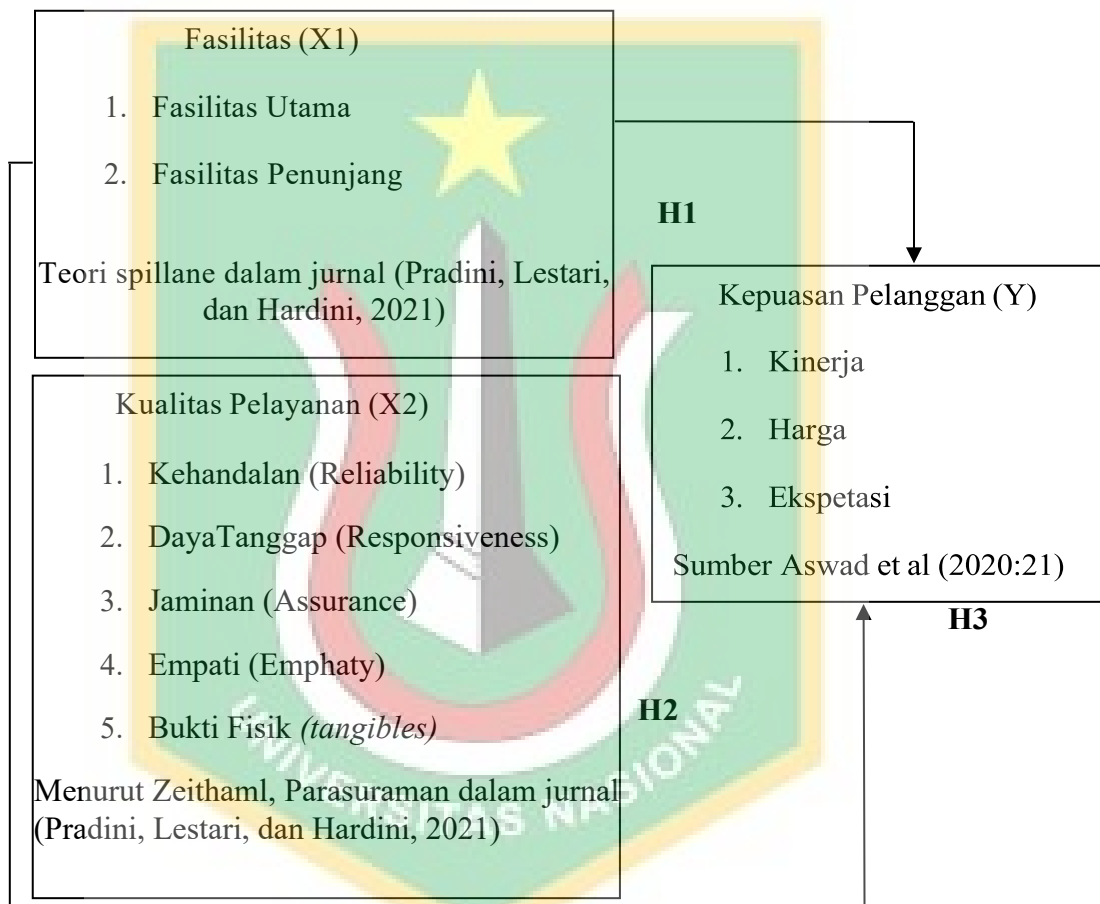 Fasilitas (X1)
1. Fasilitas Utama
2. Fasilitas Penunjang
Teori spillane dalam jurnal (Pradini, Lestari,
dan Hardini, 2021)
H1
Kepuasan Pelanggan (Y)
1. Kinerja
2. Harga
3. Ekspetasi
Sumber Aswad et al (2020:21)
H3
Kualitas Pelayanan (X2)
1. Kehandalan (Reliability)
2. DayaTanggap (Responsiveness)
3. Jaminan (Assurance)
4. Empati (Emphaty)
5. Bukti Fisik (tangibles)
Menurut Zeithaml, Parasuraman dalam jurnal
(Pradini, Lestari, dan Hardini, 2021)
H2
UNIVERSITAS NASIONAL